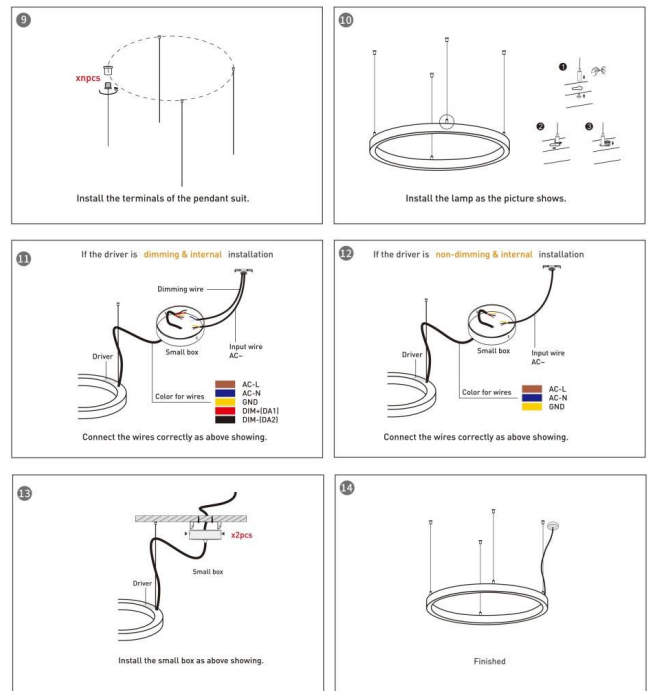 9
xnpcs
Install the terminals of the pendant suit.
10
1
2
3
Install the lamp as the picture shows.
11
If the driver is dimming & internal installation
Dimming wire
Small box
Input wire
AC~
Driver
Color for wires
AC-L
AC-N
GND
DIM+(DA1)
DIM-(DA2)
Connect the wires correctly as above showing.
12
If the driver is non-dimming & internal installation
Small box
Input wire
AC~
Driver
Color for wires
AC-L
AC-N
GND
Connect the wires correctly as above showing.
13
x2pcs
Small box
Driver
Install the small box as above showing.
14
Finished